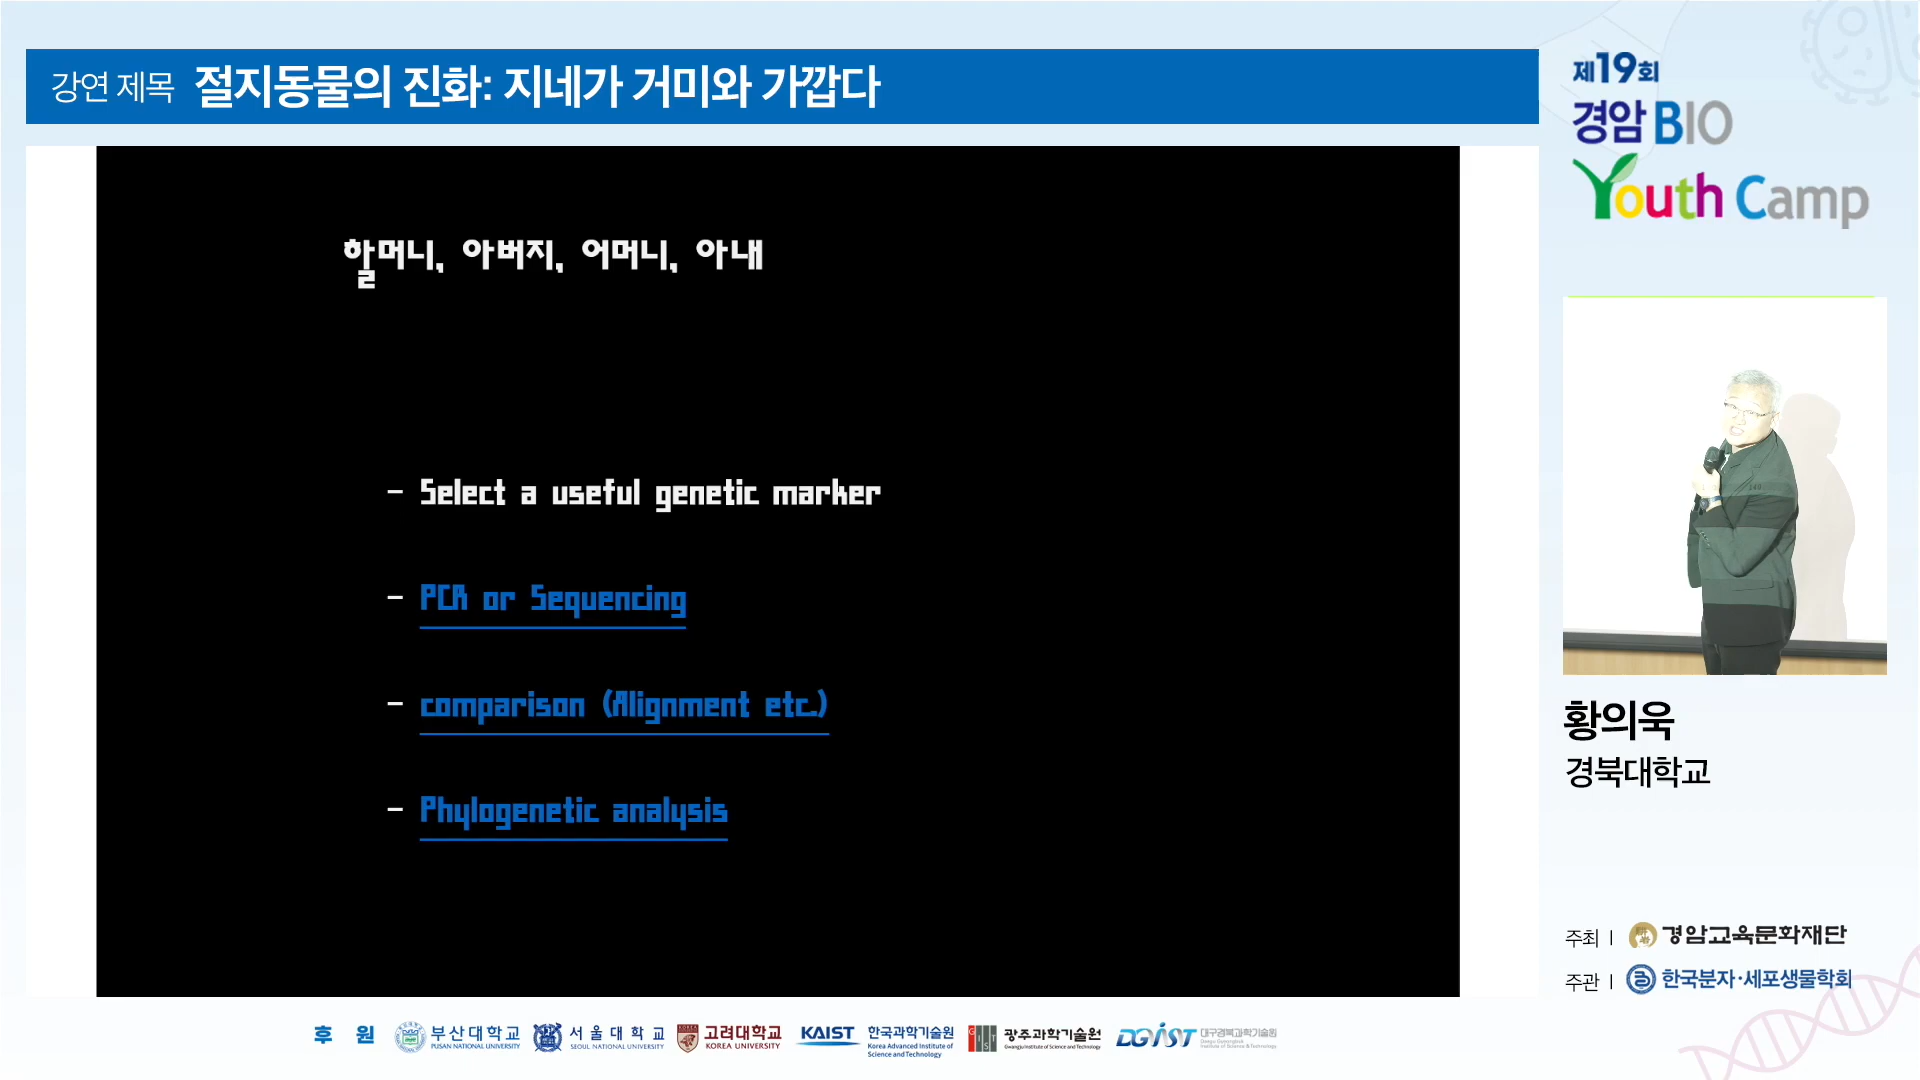 강연 제목 절지동물의 진화: 지네가 거미와 가깝다
제19회
경암 BIO
Youth Camp
할머니, 아버지, 어머니, 아내
- Select a useful genetic marker
- PCR or Sequencing
- comparison (Alignment etc.)
- Phylogenetic analysis
황의욱
경북대학교
주최 | 경암교육문화재단
주관 | 한국분자·세포생물학회
후 원
부산대학교
PUSAN NATIONAL UNIVERSITY
서울대학교
SEOUL NATIONAL UNIVERSITY
고려대학교
KOREA UNIVERSITY
KAIST
한국과학기술원
Korea Advanced Institute of
Science and Technology
GIST
광주과학기술원
Gwangju Institute of Science and Technology
DGIST
대구경북과학기술원
Daegu Gyeongbuk
Institute of Science & Technology